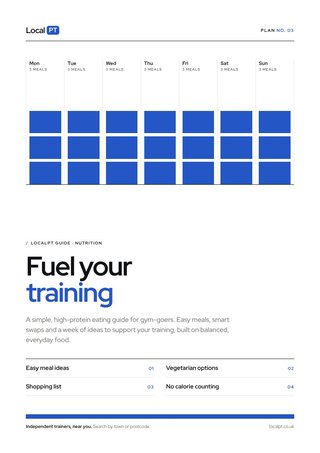 Local PT
PLAN NO. 03
Mon Tue Wed Thu Fri Sat Sun
3 MEALS 3 MEALS 3 MEALS 3 MEALS 3 MEALS 3 MEALS 3 MEALS
/ LOCALPT GUIDE · NUTRITION
Fuel your
training
A simple, high-protein eating guide for gym-goers. Easy meals, smart
swaps and a week of ideas to support your training, built on balanced,
everyday food.
Easy meal ideas 01 Vegetarian options 02
Shopping list 03 No calorie counting 04
Independent trainers, near you. Search by town or postcode. localpt.co.uk